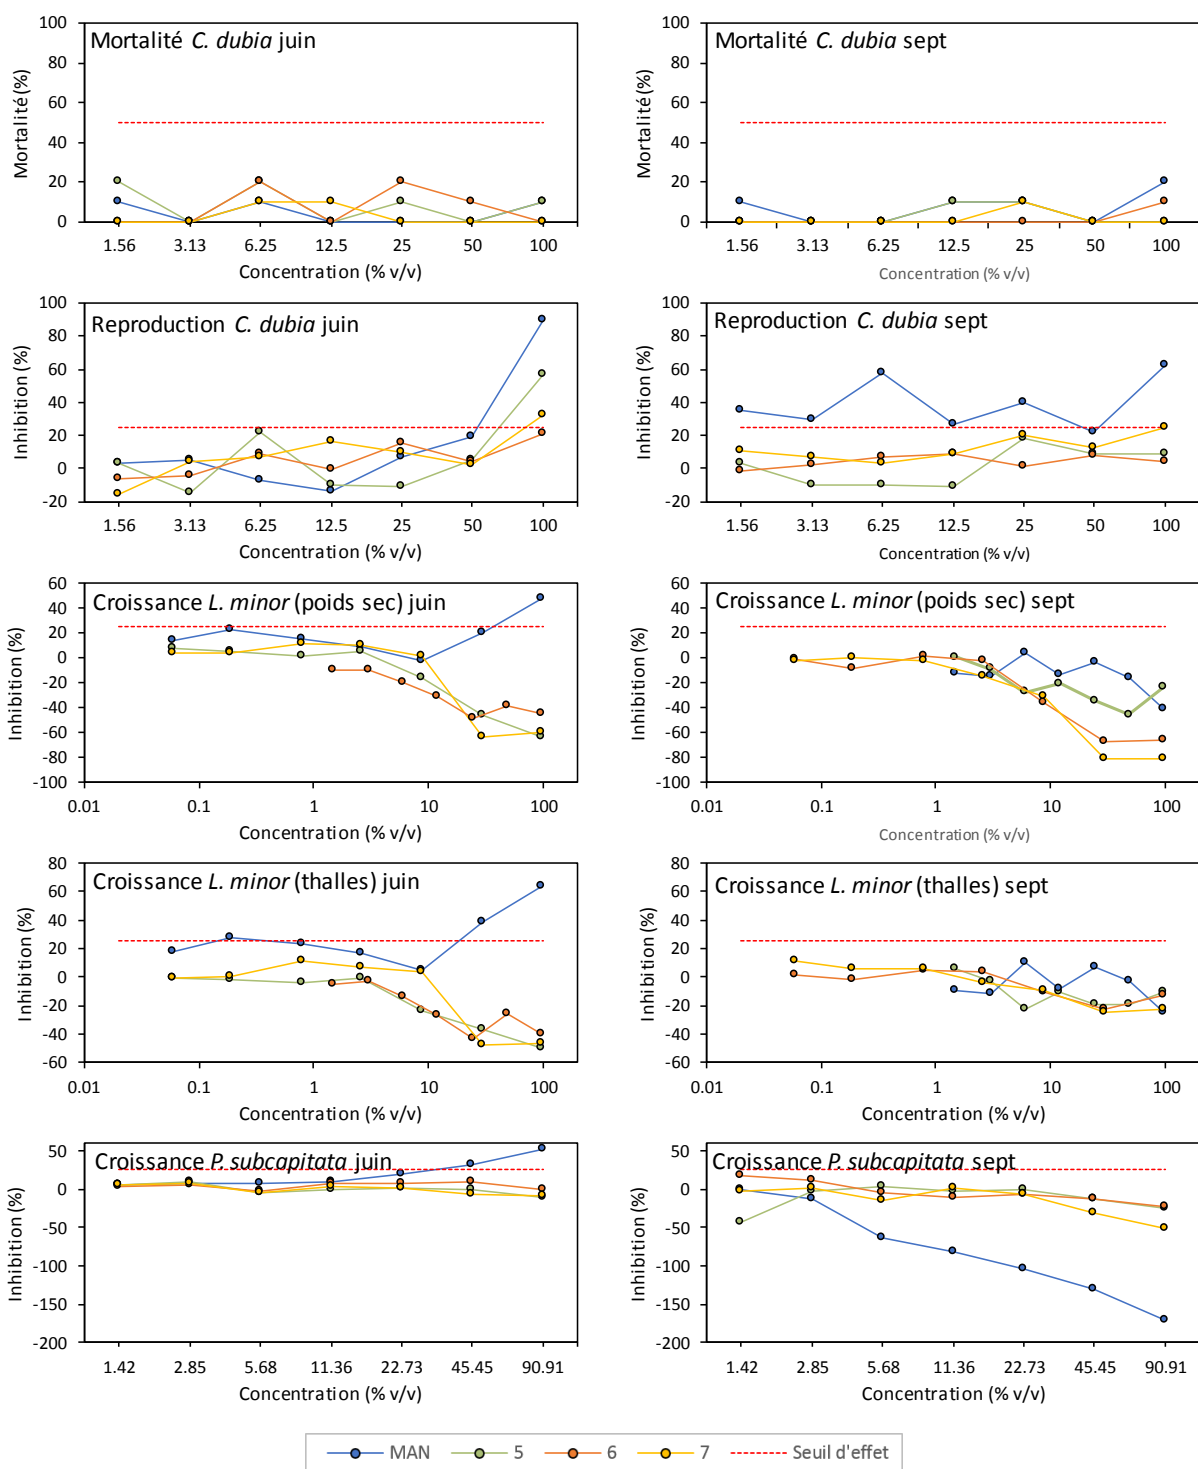 Mortalité C. dubia juin
Mortalité (%)
100
80
60
40
20
0
1.56 3.13 6.25 12.5 25 50 100
Concentration (% v/v)
Mortalité C. dubia sept
Mortalité (%)
100
80
60
40
20
0
1.56 3.13 6.25 12.5 25 50 100
Concentration (% v/v)
Reproduction C. dubia juin
Inhibition (%)
100
80
60
40
20
0
-20
1.56 3.13 6.25 12.5 25 50 100
Concentration (% v/v)
Reproduction C. dubia sept
Inhibition (%)
100
80
60
40
20
0
-20
1.56 3.13 6.25 12.5 25 50 100
Concentration (% v/v)
Croissance L. minor (poids sec) juin
Inhibition (%)
60
40
20
0
-20
-40
-60
-80
-100
0.01 0.1 1 10 100
Concentration (% v/v)
Croissance L. minor (poids sec) sept
Inhibition (%)
60
40
20
0
-20
-40
-60
-80
-100
0.01 0.1 1 10 100
Concentration (% v/v)
Croissance L. minor (thalles) juin
Inhibition (%)
80
60
40
20
0
-20
-40
-60
0.01 0.1 1 10 100
Concentration (% v/v)
Croissance L. minor (thalles) sept
Inhibition (%)
80
60
40
20
0
-20
-40
-60
0.01 0.1 1 10 100
Concentration (% v/v)
Croissance P. subcapitata juin
Inhibition (%)
50
0
-50
-100
-150
-200
1.42 2.85 5.68 11.36 22.73 45.45 90.91
Concentration (% v/v)
Croissance P. subcapitata sept
Inhibition (%)
50
0
-50
-100
-150
-200
1.42 2.85 5.68 11.36 22.73 45.45 90.91
Concentration (% v/v)
MAN 5 6 7 Seuil d'effet